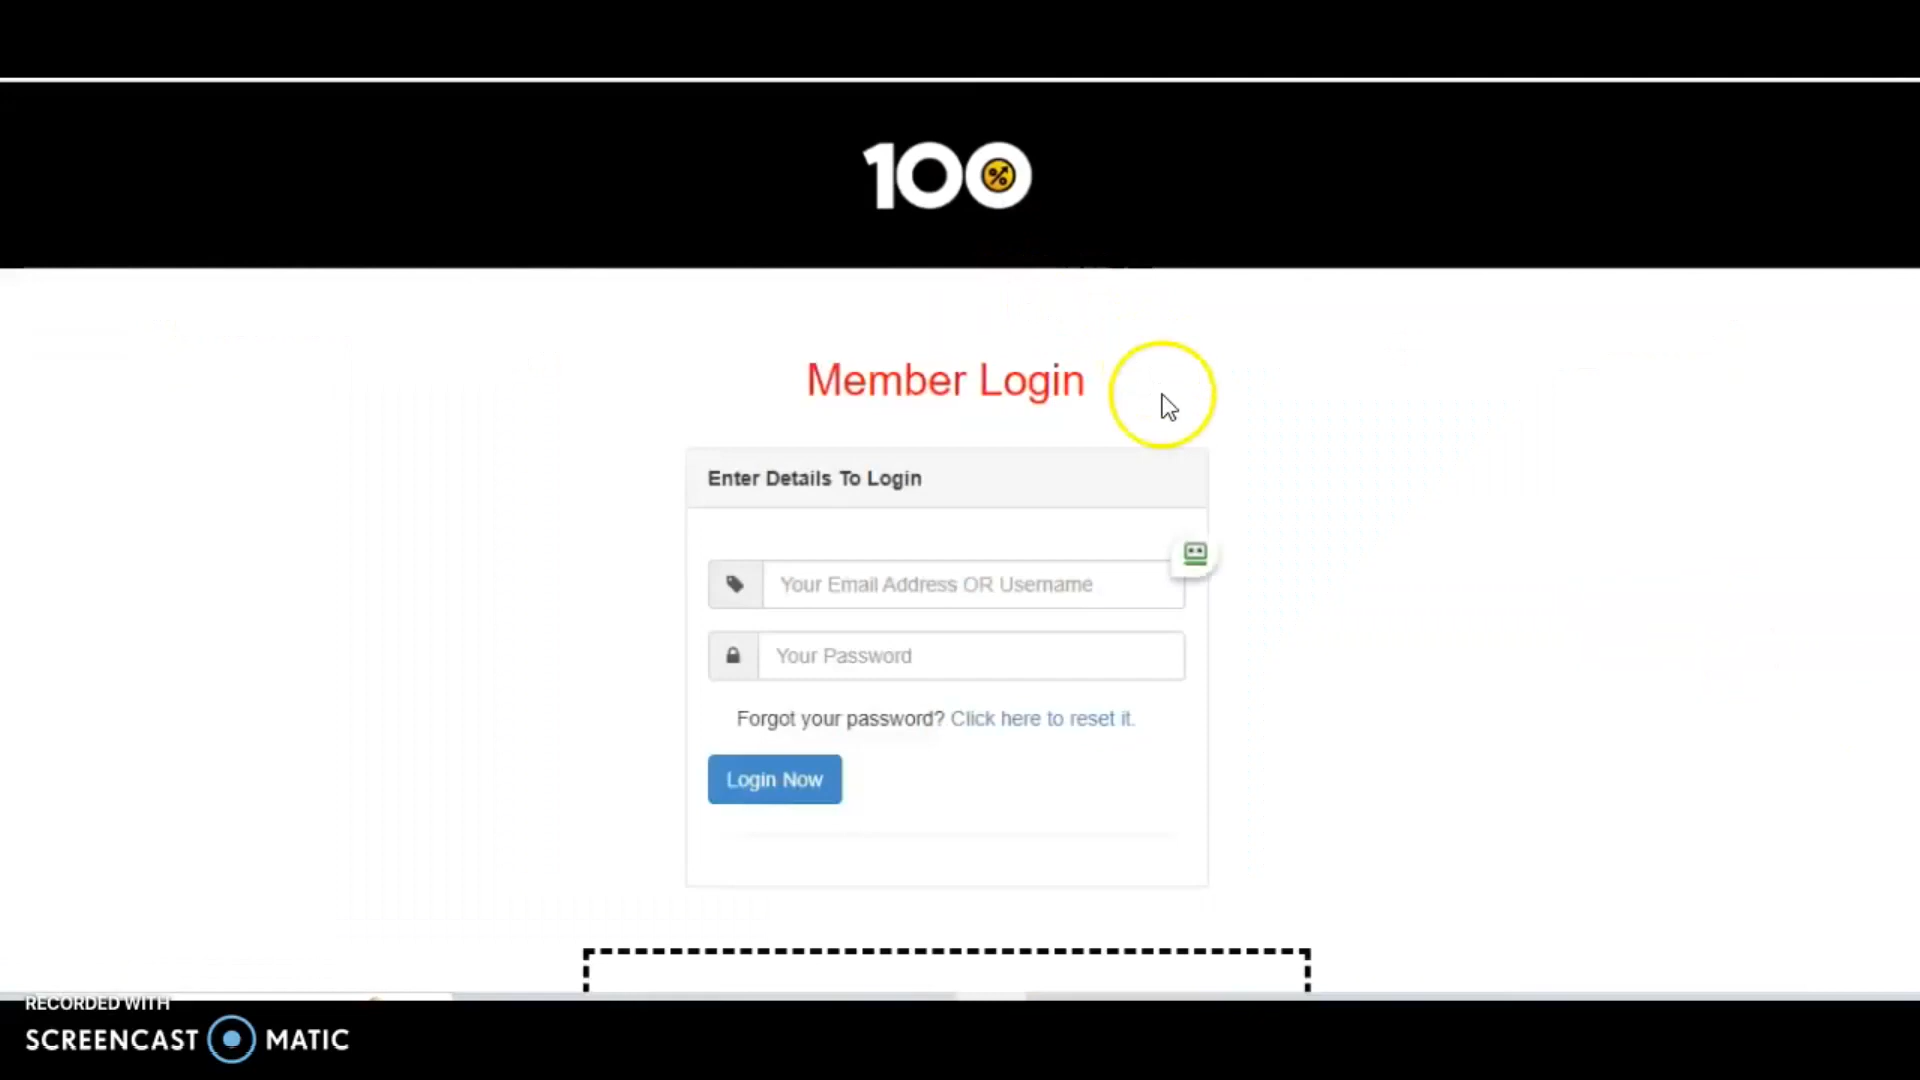 100
Member Login
Enter Details To Login
Your Email Address OR Username
Your Password
Forgot your password? Click here to reset it.
Login Now
RECORDED WITH
SCREENCAST MATIC